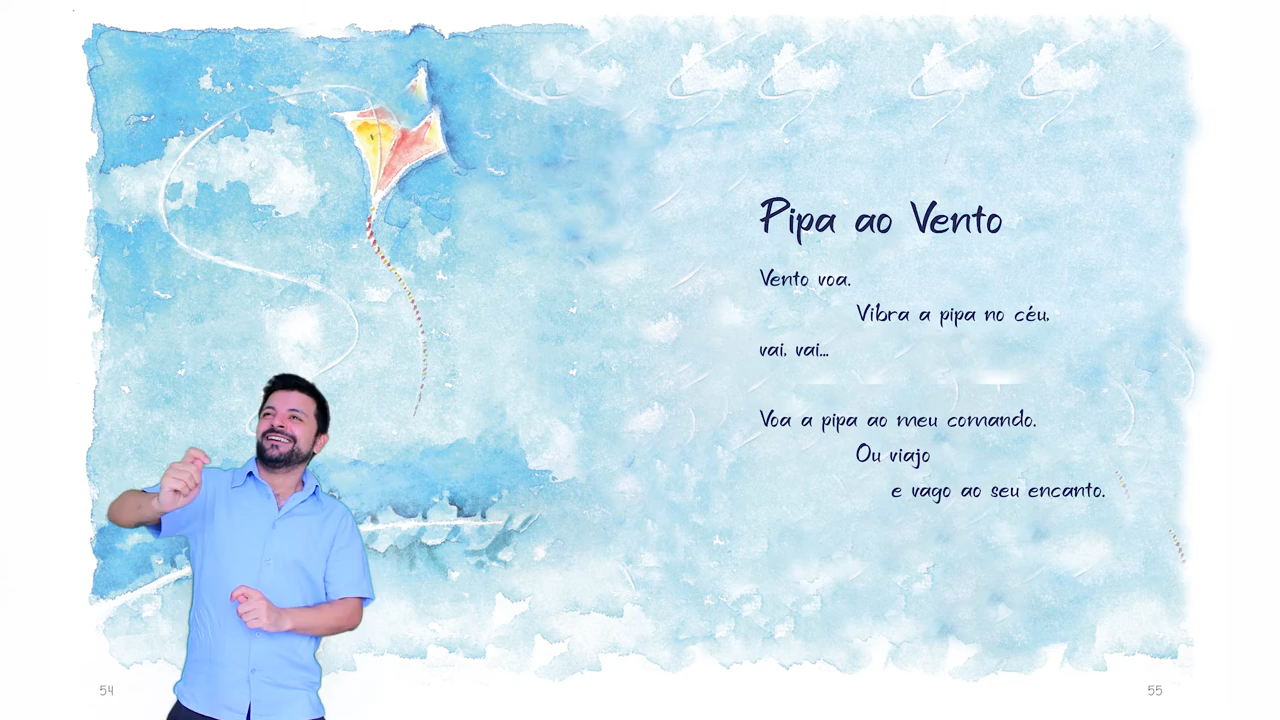 Pipa ao Vento
Vento voa.
Vibra a pipa no céu,
vai, vai...
Voa a pipa ao meu comando.
Ou viajo
e vago ao seu encanto.
54
55